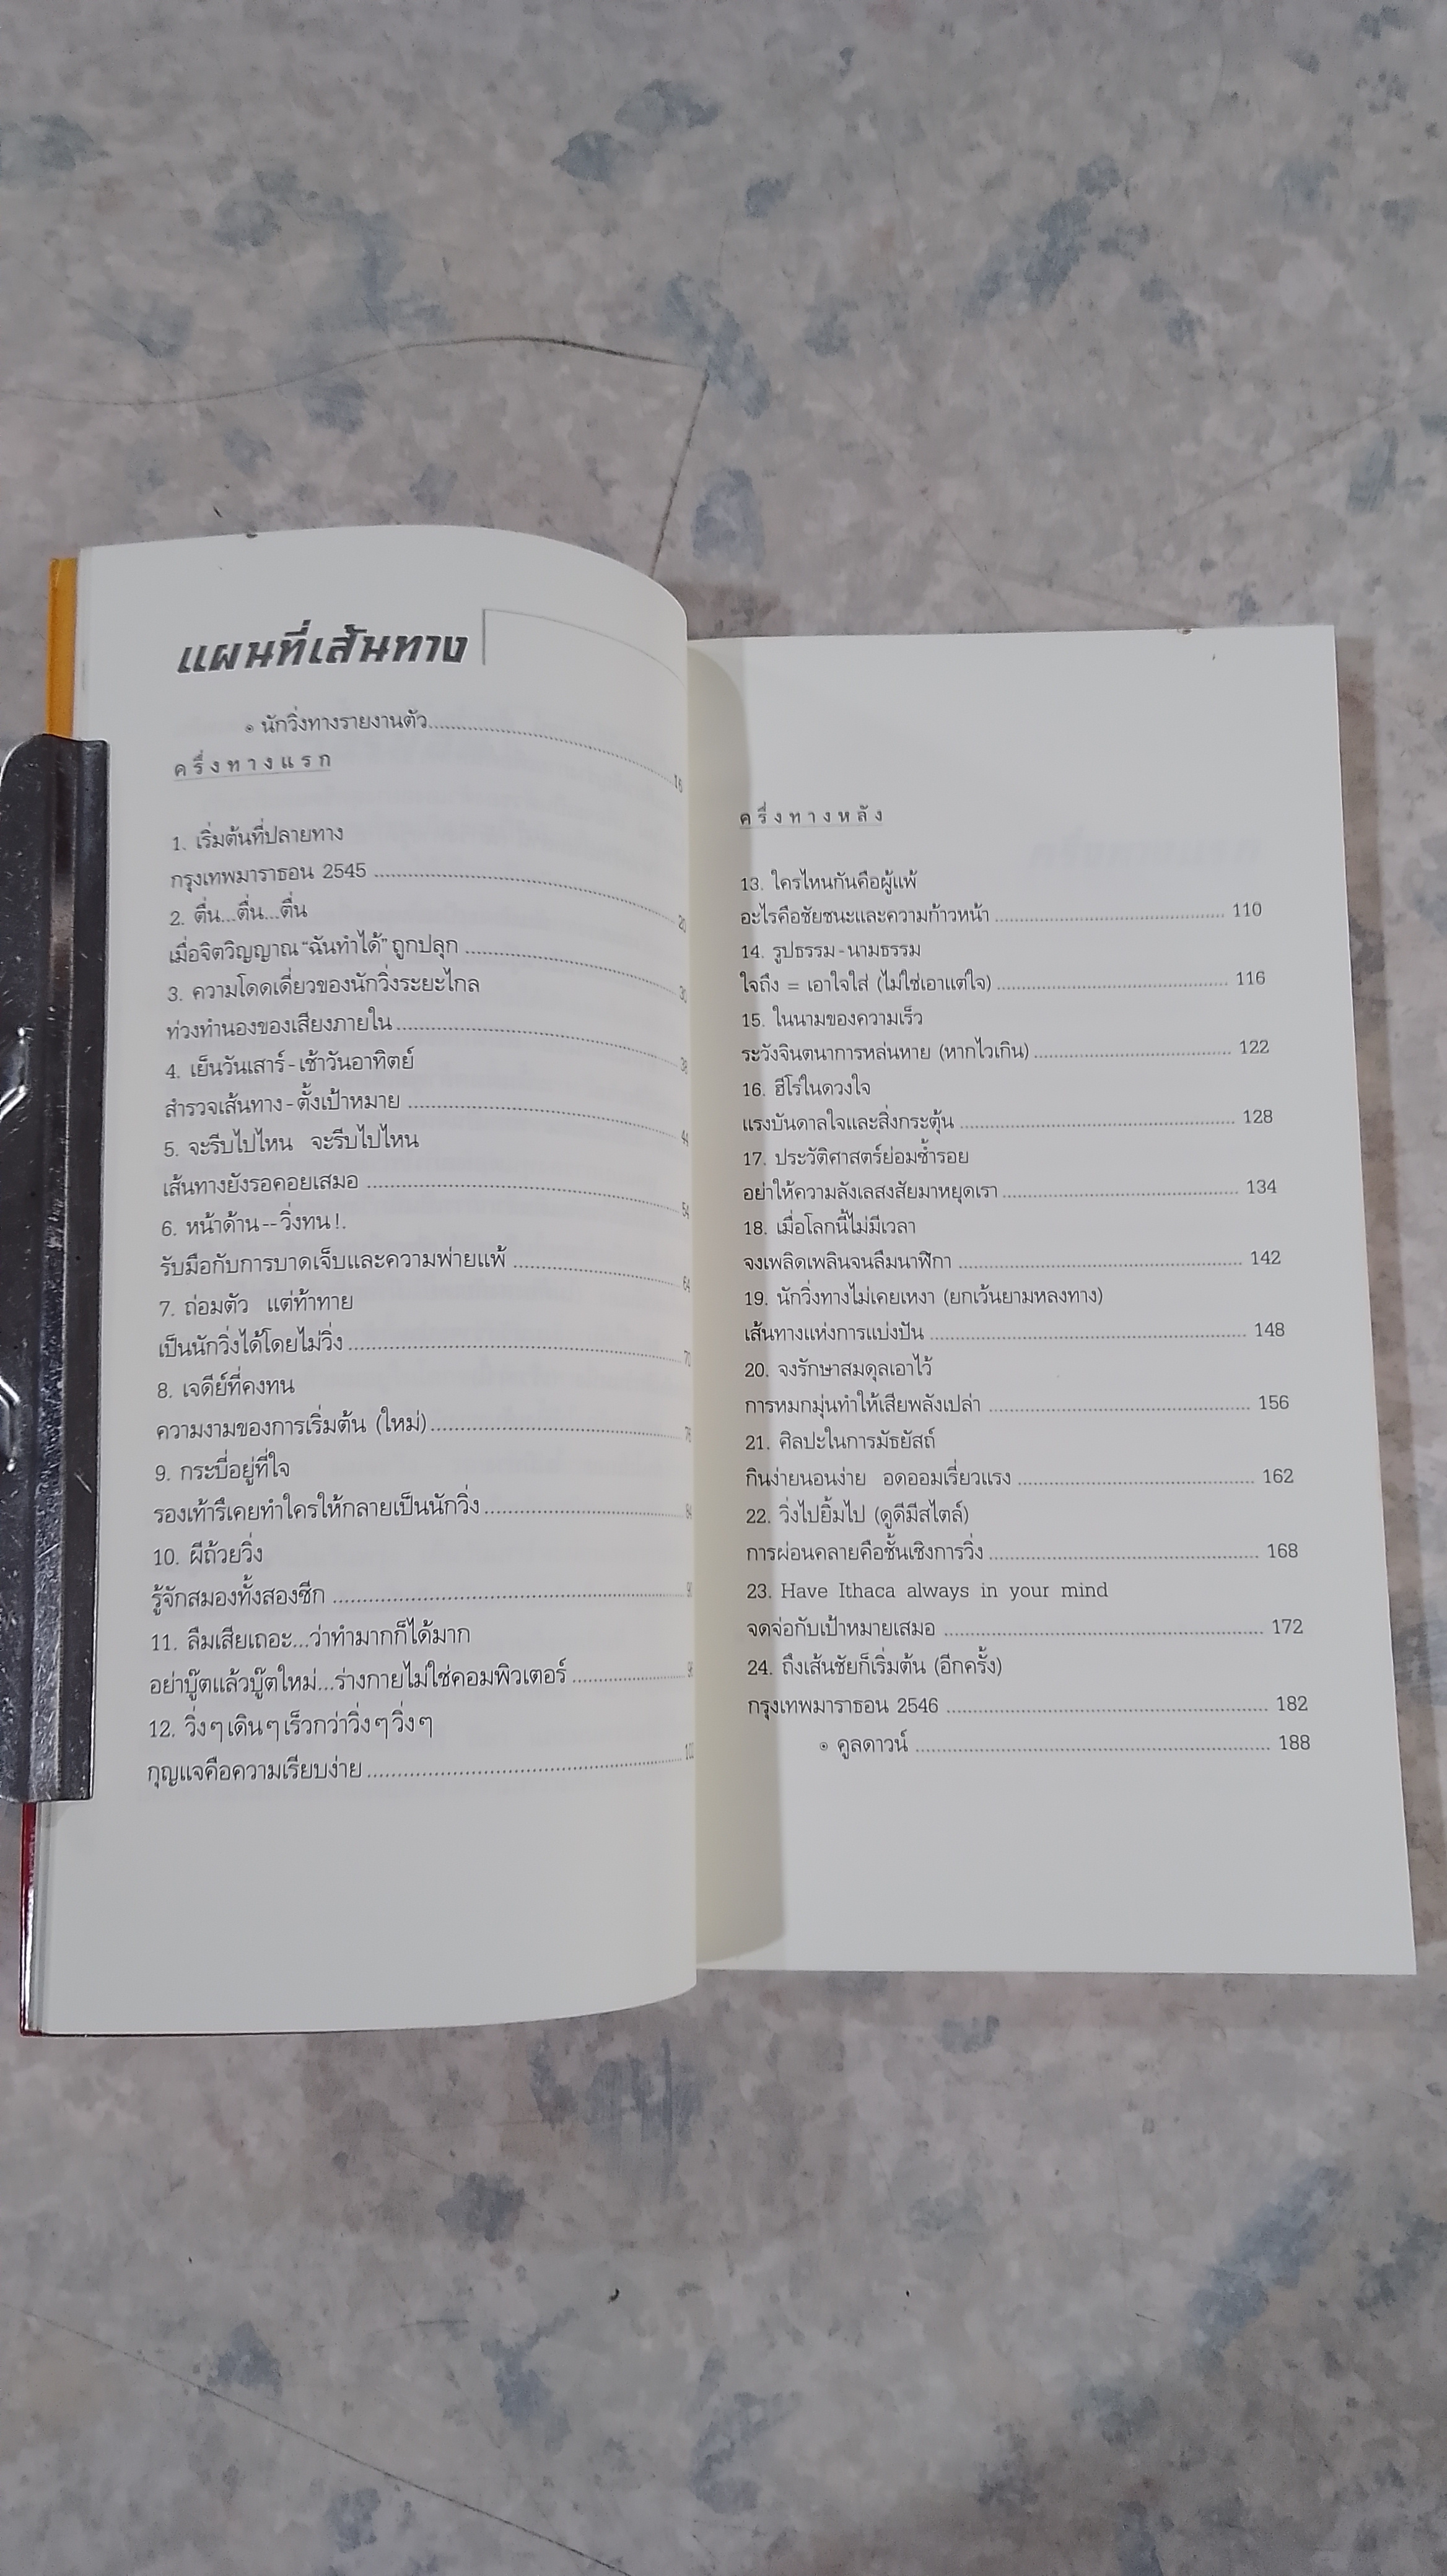 แผนที่เส้นทาง
๏ นักวิ่งทางรายงานตัว
ครึ่งทางแรก
1. เริ่มต้นที่ปลายทาง
กรุงเทพมาราธอน 2545
2. ตื่น...ตื่น...ตื่น
เมื่อจิตวิญญาณ “ฉันทำได้” ถูกปลุก
3. ความโดดเดี่ยวของนักวิ่งระยะไกล
ท่วงทำนองของเสียงภายใน
4. เย็นวันเสาร์-เช้าวันอาทิตย์
สำรวจเส้นทาง-ตั้งเป้าหมาย
5. จะรีบไปไหน จะรีบไปไหน
เส้นทางยังรอคอยเสมอ
6. หน้าด้าน--วิ่งทน!.
รับมือกับการบาดเจ็บและความพ่ายแพ้
7. ถ่อมตัว แต่ท้าทาย
เป็นนักวิ่งได้โดยไม่วิ่ง
8. เจดีย์ที่คงทน
ความงามของการเริ่มต้น (ใหม่)
9. กระบี่อยู่ที่ใจ
รองเท้ารึเคยทำใครให้กลายเป็นนักวิ่ง
10. ผีถ้วยวิ่ง
รู้จักสมองทั้งสองซีก
11. ลืมเสียเถอะ...ว่าทำมากก็ได้มาก
อย่าบู๊ตแล้วบู๊ตใหม่...ร่างกายไม่ใช่คอมพิวเตอร์
12. วิ่งๆเดินๆเร็วกว่าวิ่งๆวิ่งๆ
กุญแจคือความเรียบง่าย
ครึ่งทางหลัง
13. ใครไหนกันคือผู้แพ้
อะไรคือชัยชนะและความก้าวหน้า 110
14. รูปธรรม-นามธรรม
ใจถึง = เอาใจใส่ (ไม่ใช่เอาแต่ใจ) 116
15. ในนามของความเร็ว
ระวังจินตนาการหล่นหาย (หากไวเกิน) 122
16. ฮีโร่ในดวงใจ
แรงบันดาลใจและสิ่งกระตุ้น 128
17. ประวัติศาสตร์ย่อมซ้ำรอย
อย่าให้ความลังเลสงสัยมาหยุดเรา 134
18. เมื่อโลกนี้ไม่มีเวลา
จงเพลิดเพลินจนลืมนาฬิกา 142
19. นักวิ่งทางไม่เคยเหงา (ยกเว้นยามหลงทาง)
เส้นทางแห่งการแบ่งปัน 148
20. จงรักษาสมดุลเอาไว้
การหมกมุ่นทำให้เสียพลังเปล่า 156
21. ศิลปะในการมัธยัสถ์
กินง่ายนอนง่าย อดออมเรี่ยวแรง 162
22. วิ่งไปยิ้มไป (ดูดีมีสไตล์)
การผ่อนคลายคือชั้นเชิงการวิ่ง 168
23. Have Ithaca always in your mind
จดจ่อกับเป้าหมายเสมอ 172
24. ถึงเส้นชัยก็เริ่มต้น (อีกครั้ง)
กรุงเทพมาราธอน 2546 182
๏ คูลดาวน์ 188